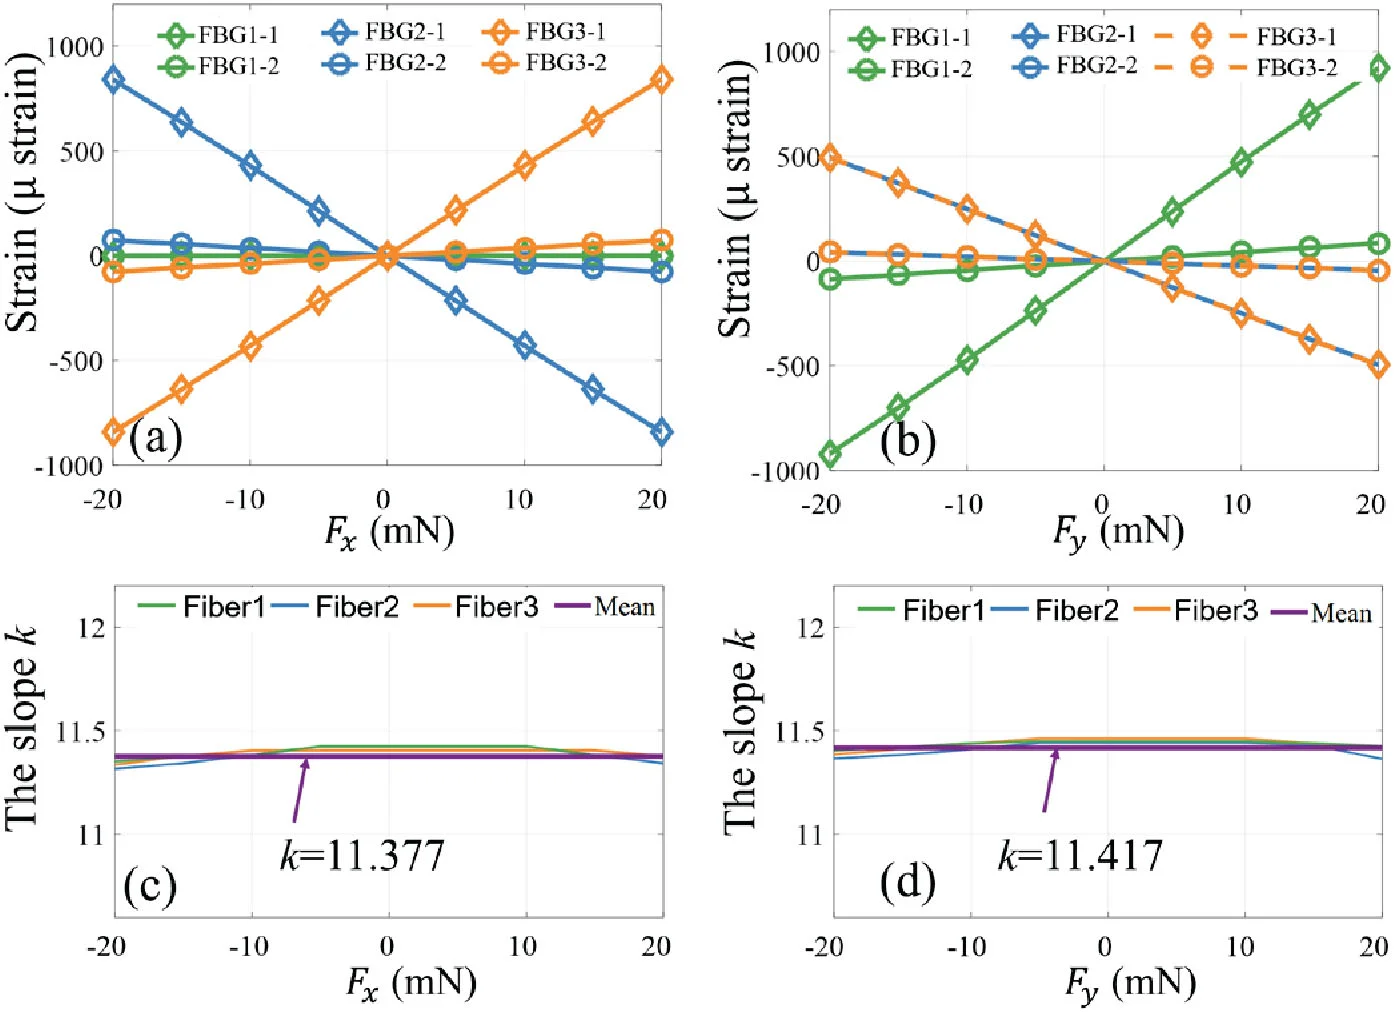 FBG1-1 FBG2-1 FBG3-1
FBG1-2 FBG2-2 FBG3-2
1000
500
0
-500
-1000
Strain (μ strain)
(a)
-20 -10 0 10 20
Fx (mN)
FBG1-1 FBG2-1 FBG3-1
FBG1-2 FBG2-2 FBG3-2
1000
500
0
-500
-1000
Strain (μ strain)
(b)
-20 -10 0 10 20
Fy (mN)
Fiber1 Fiber2 Fiber3 Mean
12
11.5
11
The slope k
k=11.377
(c)
-20 -10 0 10 20
Fx (mN)
Fiber1 Fiber2 Fiber3 Mean
12
11.5
11
The slope k
k=11.417
(d)
-20 -10 0 10 20
Fy (mN)